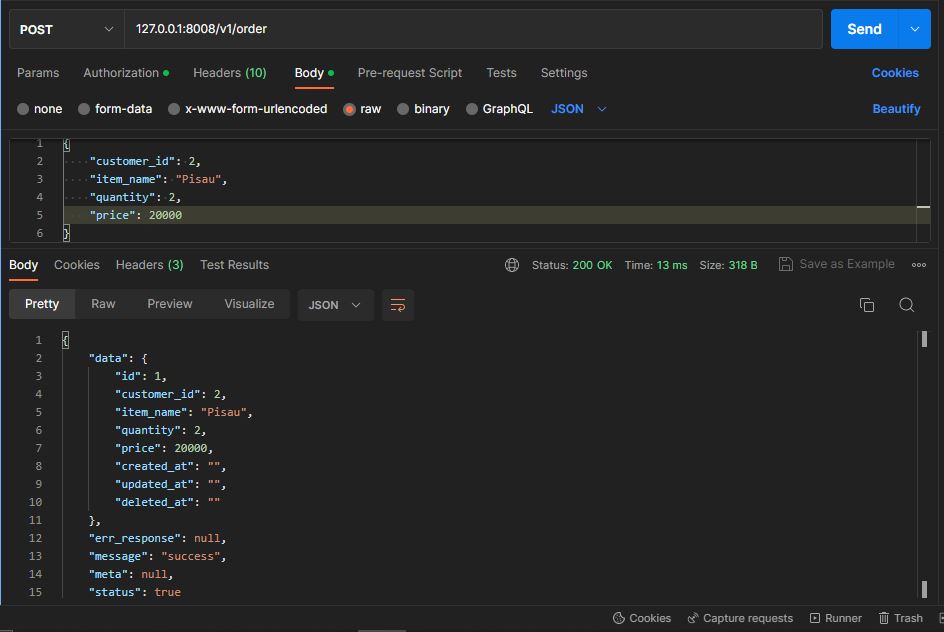 POST 127.0.0.1:8008/v1/order Send
Params Authorization Headers (10) Body Pre-request Script Tests Settings Cookies
none form-data x-www-form-urlencoded raw binary GraphQL JSON Beautify
1 {
2 "customer_id": 2,
3 "item_name": "Pisau",
4 "quantity": 2,
5 "price": 20000
6 }
Body Cookies Headers (3) Test Results Status: 200 OK Time: 13 ms Size: 318 B Save as Example
Pretty Raw Preview Visualize JSON
1 {
2 "data": {
3 "id": 1,
4 "customer_id": 2,
5 "item_name": "Pisau",
6 "quantity": 2,
7 "price": 20000,
8 "created_at": "",
9 "updated_at": "",
10 "deleted_at": ""
11 },
12 "err_response": null,
13 "message": "success",
14 "meta": null,
15 "status": true
Cookies Capture requests Runner Trash